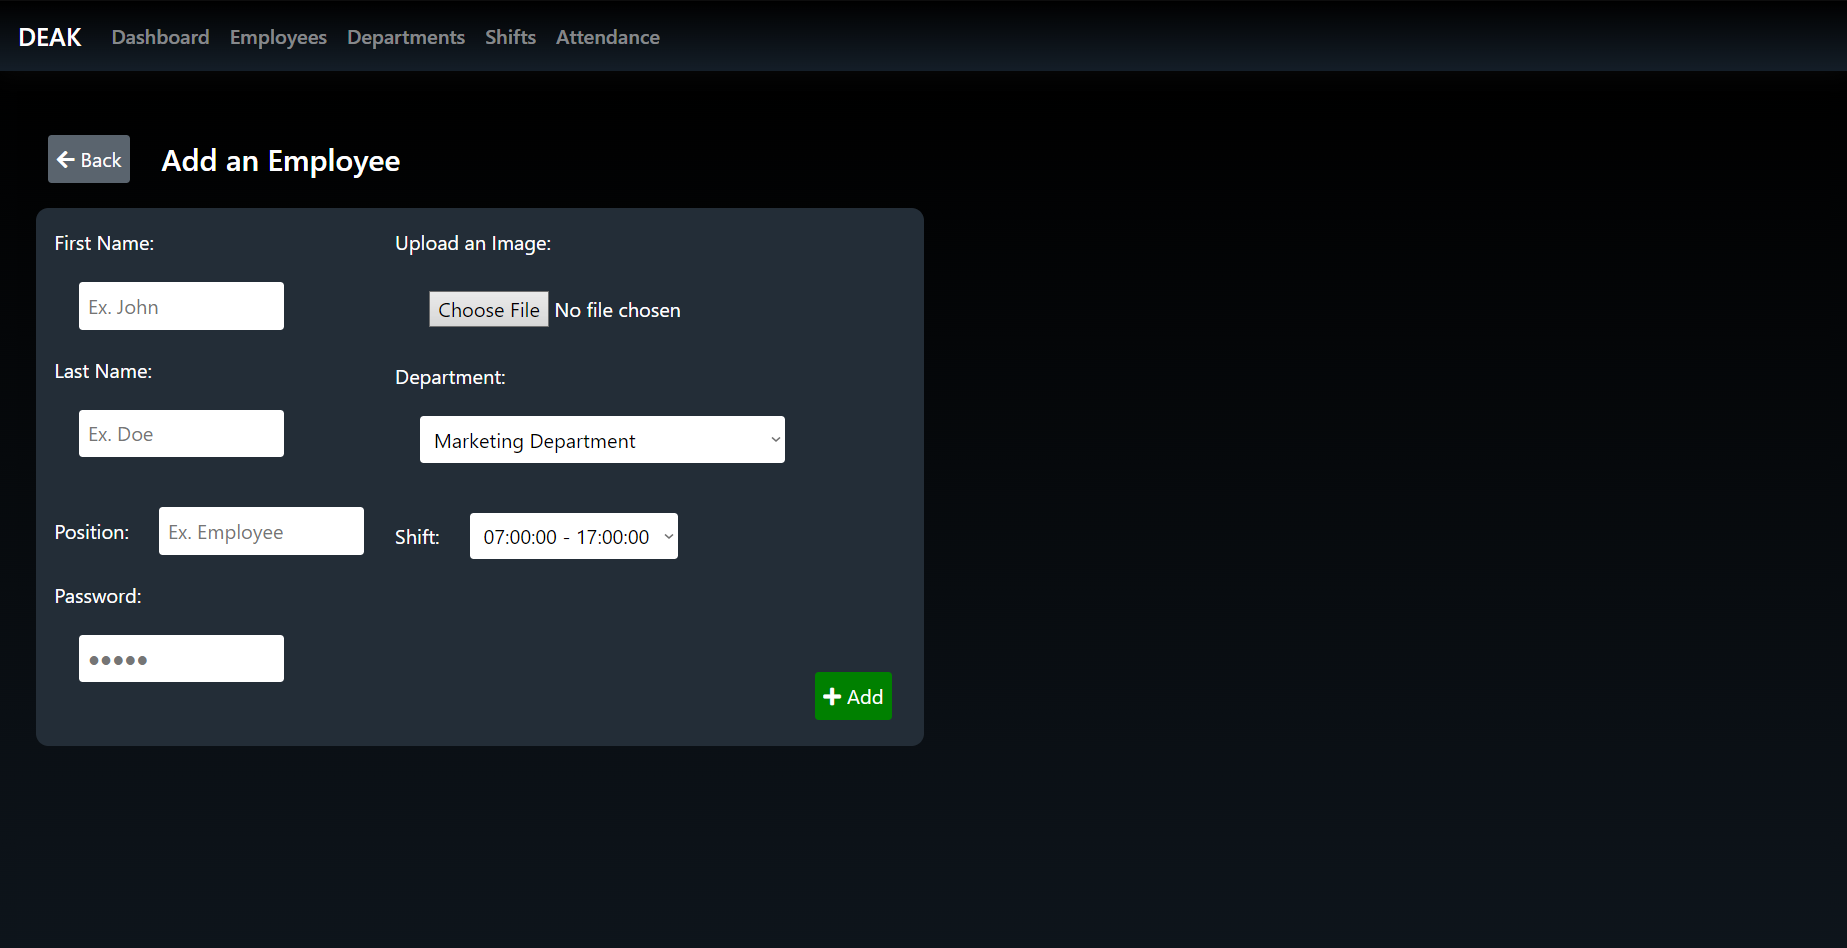 DEAK Dashboard Employees Departments Shifts Attendance
Back Add an Employee
First Name:
Ex. John
Last Name:
Ex. Doe
Position: Ex. Employee
Password:
●●●●●
Upload an Image:
Choose File No file chosen
Department:
Marketing Department
Shift: 07:00:00 - 17:00:00
Add